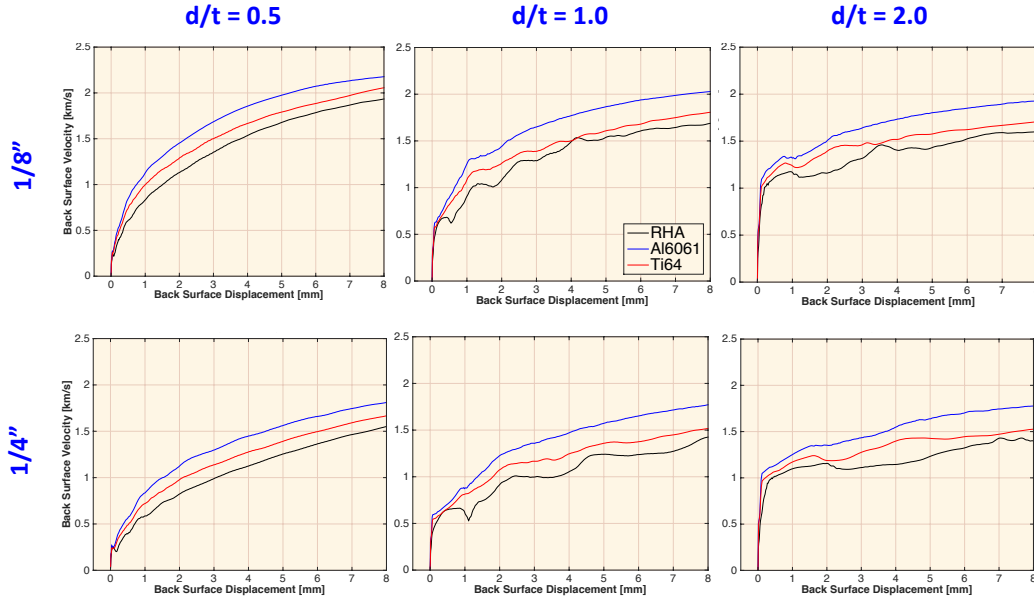 d/t = 0.5
d/t = 1.0
d/t = 2.0
1/8”
Back Surface Velocity [km/s]
2.5
2
1.5
1
0.5
0
0 1 2 3 4 5 6 7 8
Back Surface Displacement [mm]
2.5
2
1.5
1
0.5
0
RHA
Al6061
Ti64
0 1 2 3 4 5 6 7 8
Back Surface Displacement [mm]
2.5
2
1.5
1
0.5
0
0 1 2 3 4 5 6 7
Back Surface Displacement [mm]
1/4”
Back Surface Velocity [km/s]
2.5
2
1.5
1
0.5
0
0 1 2 3 4 5 6 7 8
Back Surface Displacement [mm]
2.5
2
1.5
1
0.5
0
0 1 2 3 4 5 6 7 8
Back Surface Displacement [mm]
2.5
2
1.5
1
0.5
0
0 1 2 3 4 5 6 7 8
Back Surface Displacement [mm]